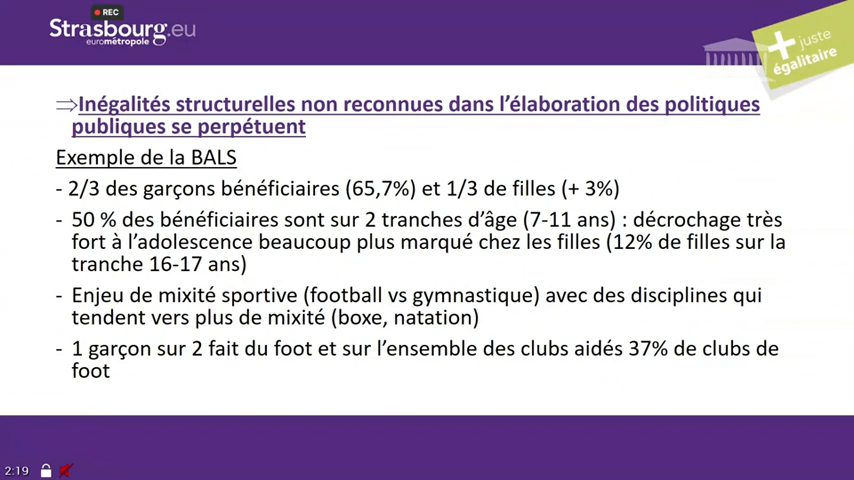 REC
Strasbourg.eu
eurométropole
+ juste
égalitaire
⇒Inégalités structurelles non reconnues dans l’élaboration des politiques
publiques se perpétuent
Exemple de la BALS
- 2/3 des garçons bénéficiaires (65,7%) et 1/3 de filles (+ 3%)
- 50 % des bénéficiaires sont sur 2 tranches d’âge (7-11 ans) : décrochage très
fort à l’adolescence beaucoup plus marqué chez les filles (12% de filles sur la
tranche 16-17 ans)
- Enjeu de mixité sportive (football vs gymnastique) avec des disciplines qui
tendent vers plus de mixité (boxe, natation)
- 1 garçon sur 2 fait du foot et sur l’ensemble des clubs aidés 37% de clubs de
foot
2:19